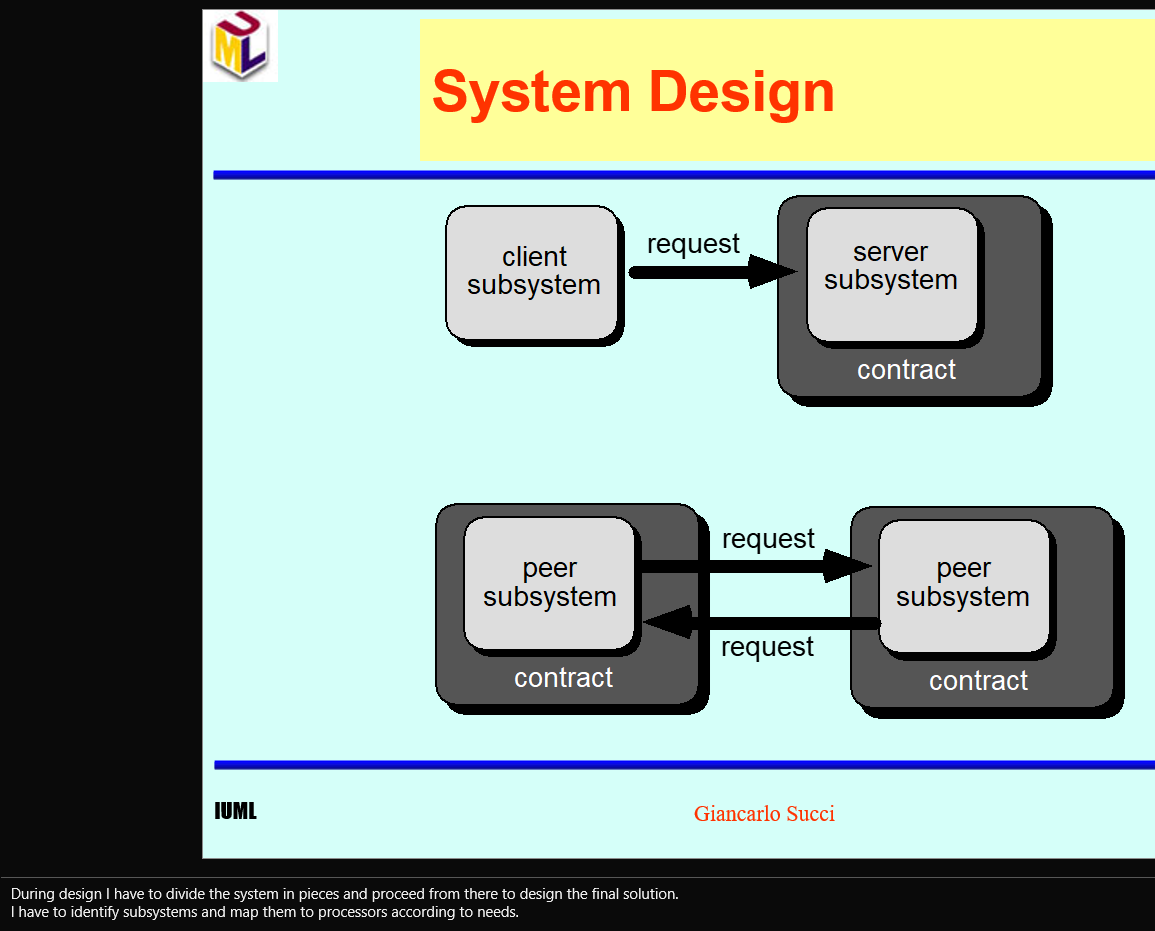 UML
System Design
client
subsystem
request
server
subsystem
contract
peer
subsystem
contract
request
request
peer
subsystem
contract
IUML
Giancarlo Succi
During design I have to divide the system in pieces and proceed from there to design the final solution.
I have to identify subsystems and map them to processors according to needs.